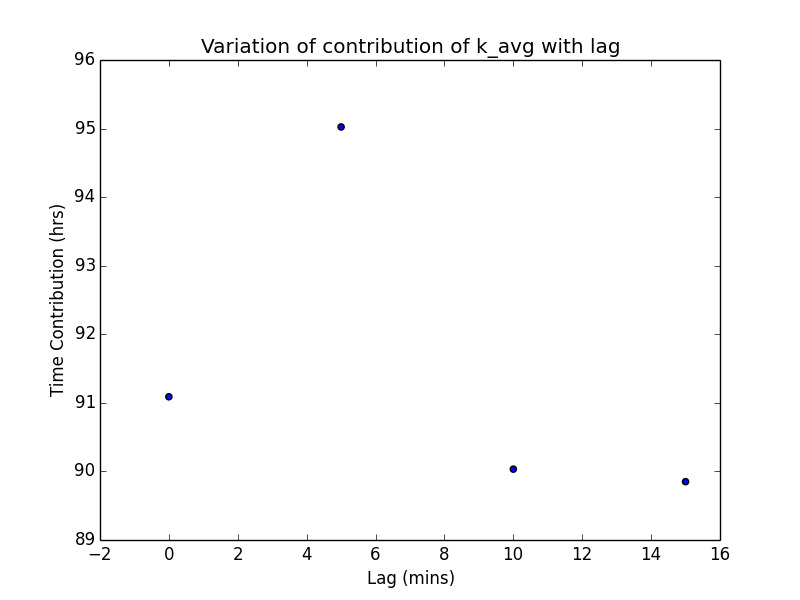 Variation of contribution of k_avg with lag
96
95
94
93
92
91
90
89
Time Contribution (hrs)
−2 0 2 4 6 8 10 12 14 16
Lag (mins)